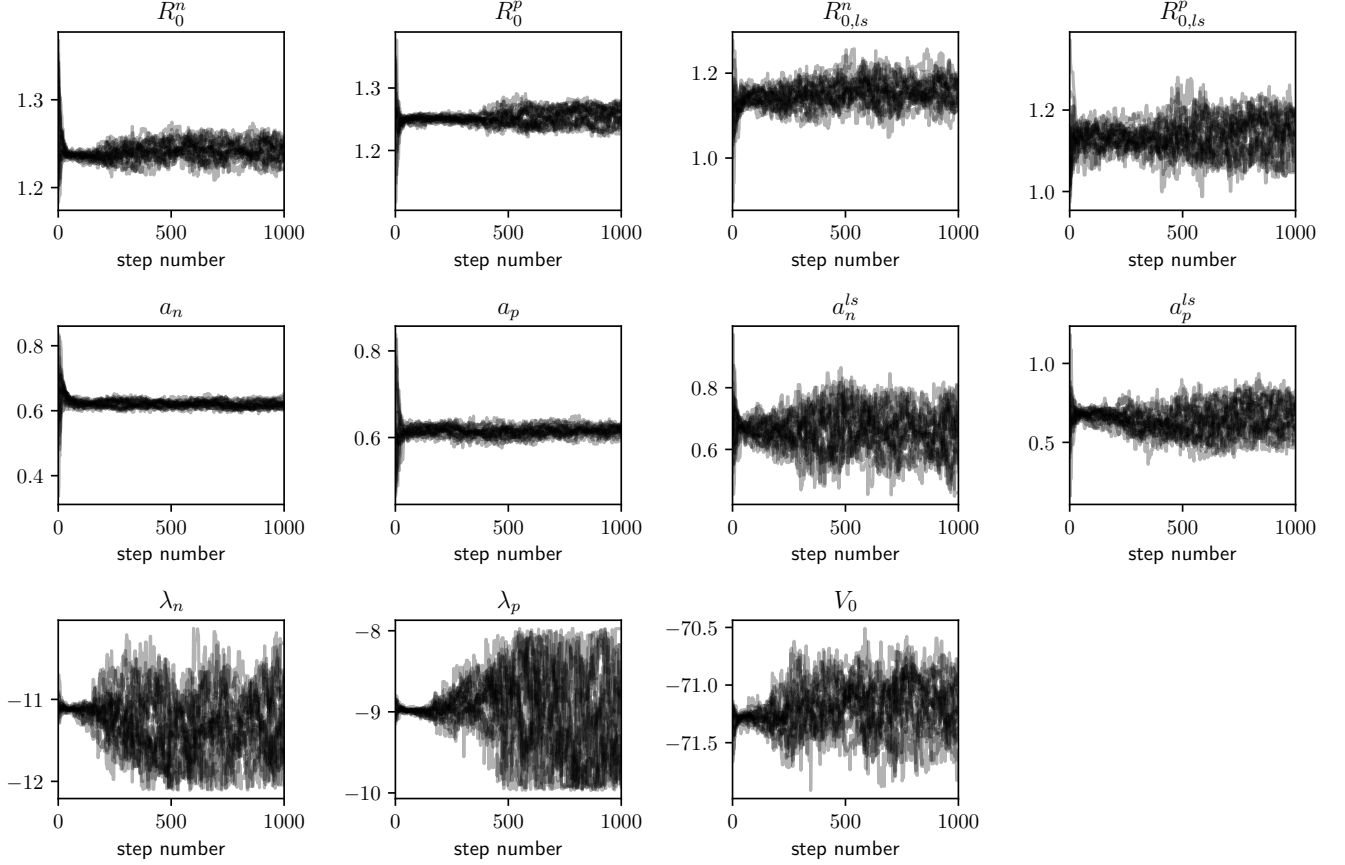 $R_0^n$ $R_0^p$ $R_{0,ls}^n$ $R_{0,ls}^p$
1.3 1.3 1.2 1.2
1.2 1.2 1.0 1.0
0 500 1000 0 500 1000 0 500 1000 0 500 1000
step number step number step number step number
$a_n$ $a_p$ $a_n^{ls}$ $a_p^{ls}$
0.8 0.8 0.8 1.0
0.6 0.6 0.6 0.5
0.4
0 500 1000 0 500 1000 0 500 1000 0 500 1000
step number step number step number step number
$\lambda_n$ $\lambda_p$ $V_0$
−11 −8 −70.5
−12 −9 −71.0
−10 −71.5
0 500 1000 0 500 1000 0 500 1000
step number step number step number